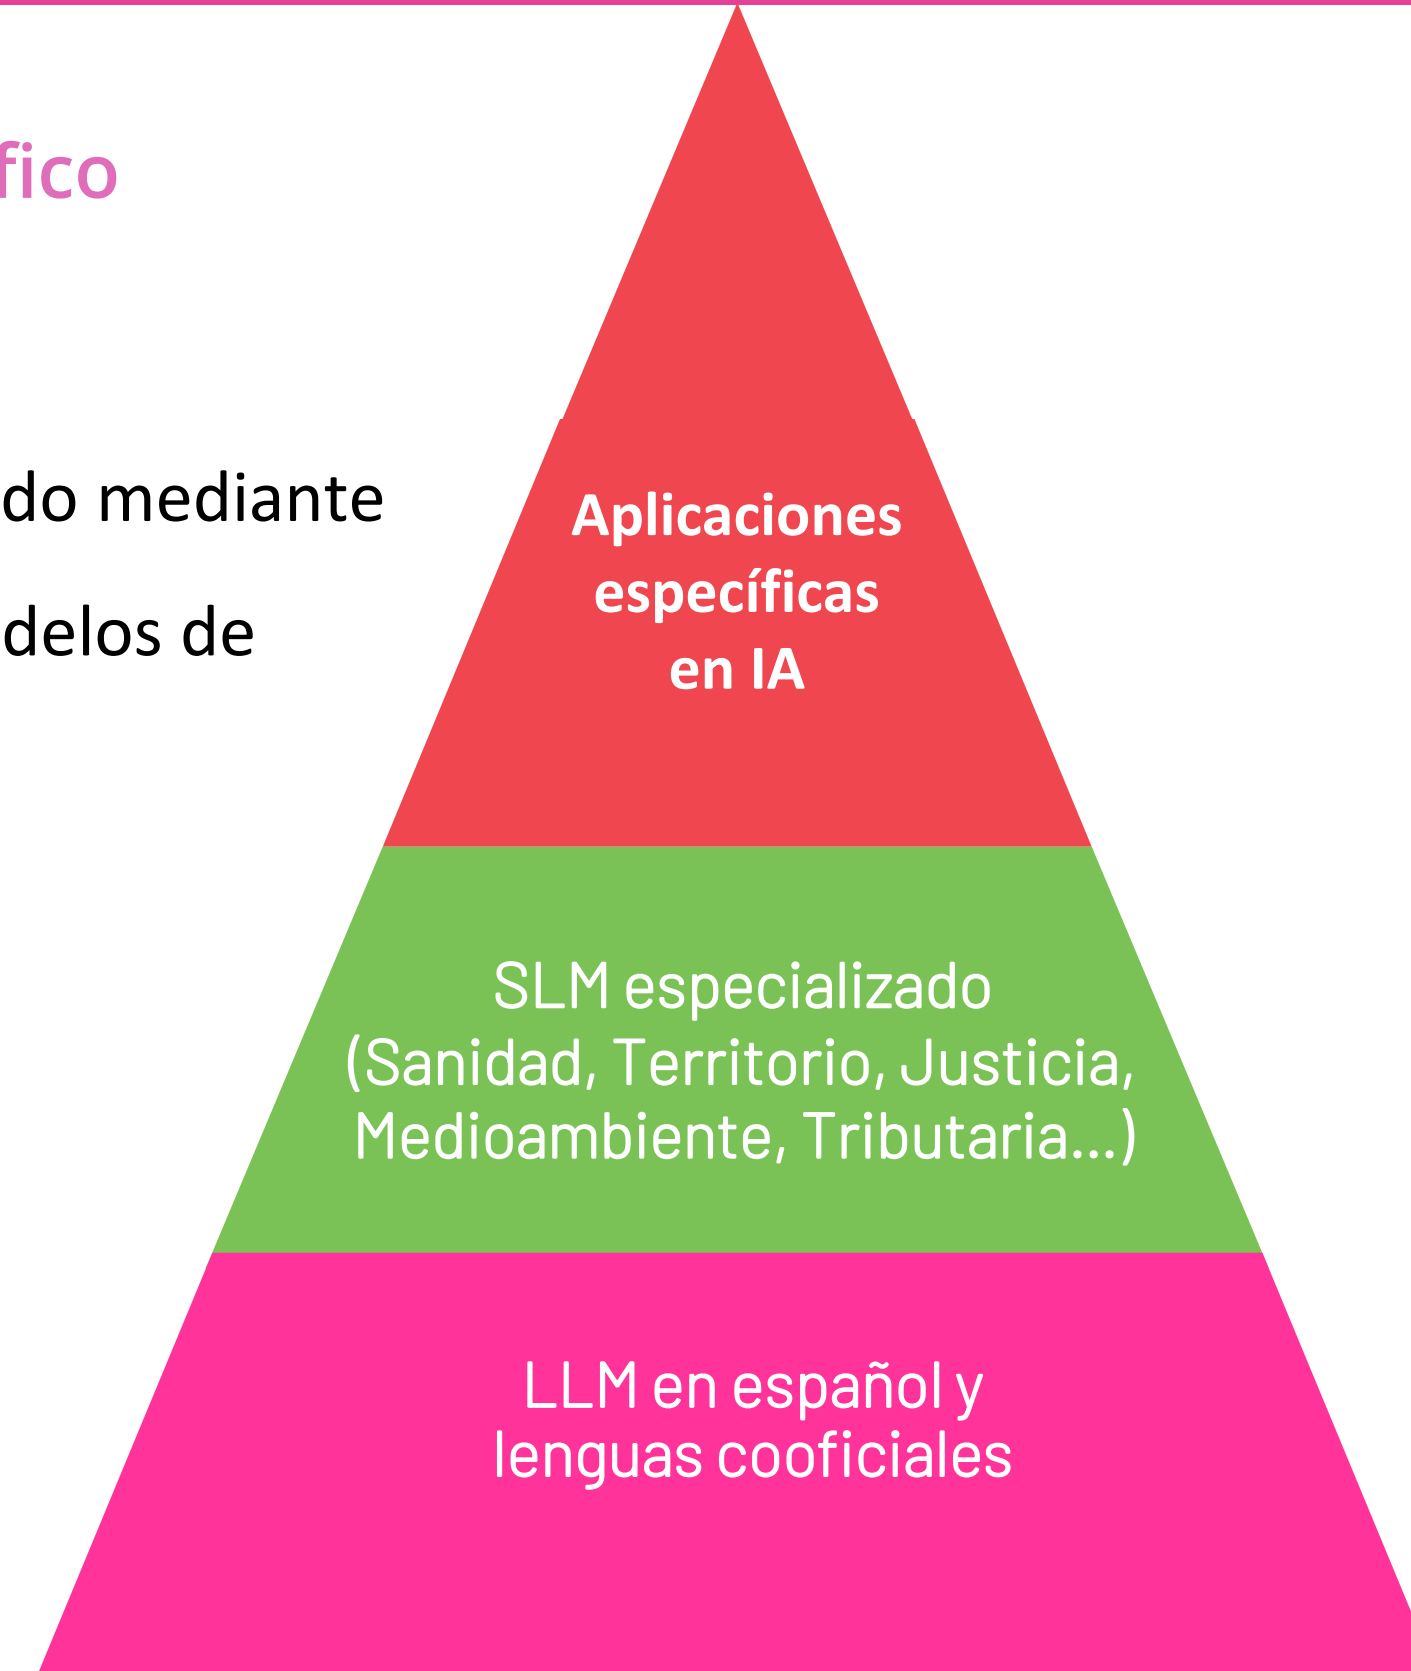 fico
do mediante
delos de
Aplicaciones
específicas
en IA
SLM especializado
(Sanidad, Territorio, Justicia,
Medioambiente, Tributaria...)
LLM en español y
lenguas cooficiales